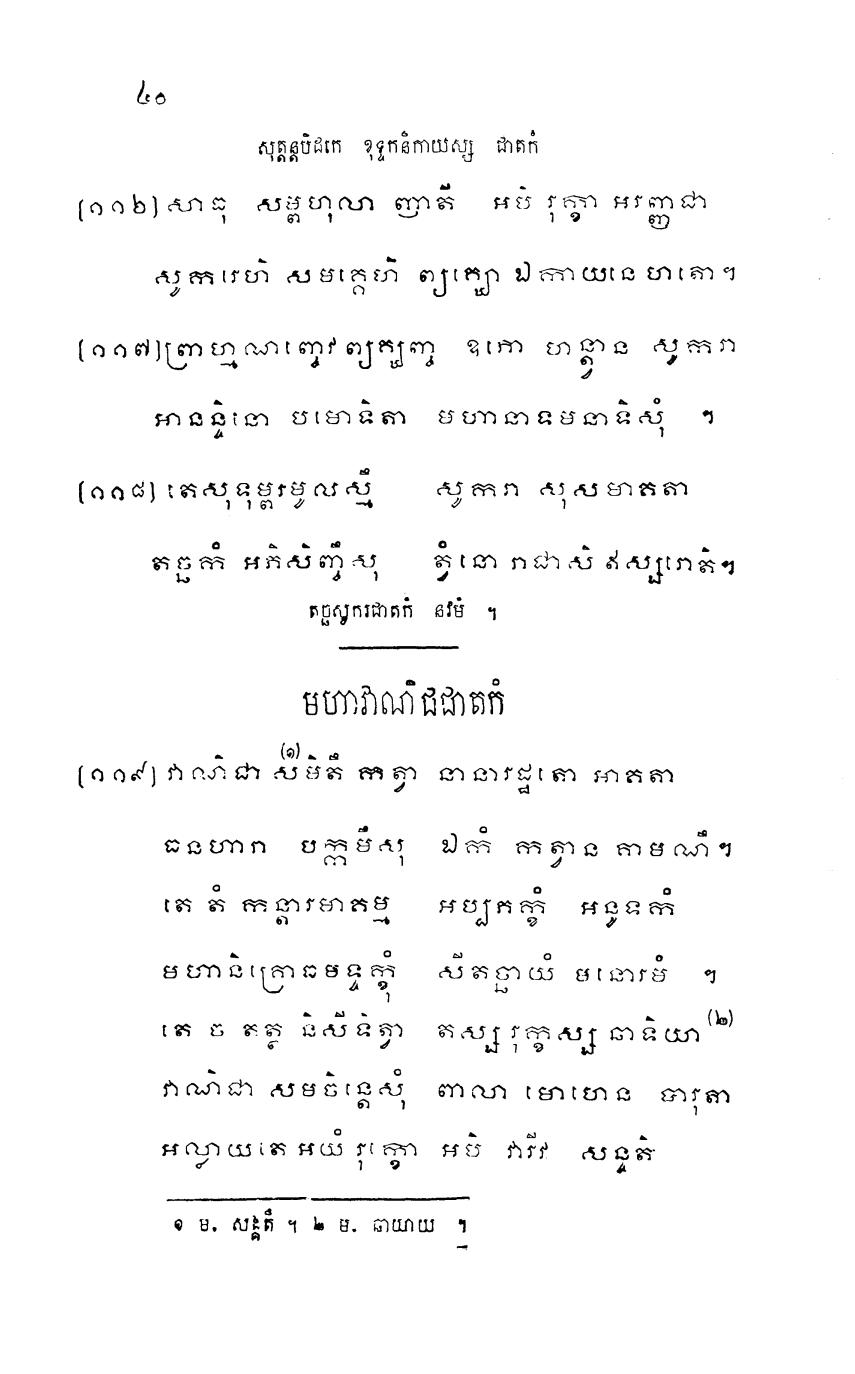 ៤០
សុត្តន្តបិដកេ ខុទ្ទកនិកាយស្ស ជាតកំ
[១១៦] សាធុ សម្ពហុលា ញាតី អបិ រុក្ខា អរញ្ញជា
សូករេហិ សមគ្គេហិ ព្យគ្ឃោ ឯកាយនេ ហតោ។
[១១៧] ព្រាហ្មណញ្ចេវ ព្យគ្ឃញ្ច ឧភោ ហន្ត្វាន សូករា
អានន្ទិនោ បមោទិតា មហានាទមនាទិសុំ ។
[១១៨] តេសុទុម្ពរមូលស្មឹ សូករា សុសមាគតា
តច្ឆកំ អភិសិញ្ចឹសុ ត្វំ នោ រាជាសិ ឥស្សរោតិ។
តច្ឆសូករជាតកំ នវមំ ។
មហាវាណិជជាតកំ
[១១៩] វាណិជា សមិតឹ (១) កត្វា នានារដ្ឋតោ អាគតា
ធនហារា បក្កមឹសុ ឯកំ កត្វាន គាមណឹ។
តេ តំ កន្តារមាគម្ម អប្បភក្ខំ អនូទកំ
មហានិគ្រោធមទ្ទក្ខុំ សីតច្ឆាយំ មនោរមំ ។
តេ ច តត្ថ និសីទិត្វា តស្ស រុក្ខស្ស ឆាទិយា (២)
វាណិជា សមចិន្តេសុំ ពាលា មោហេន បារុតា
អល្លាយតេ អយំ រុក្ខោ អបិ វារីវ សន្ទតិ
១ ម. សង្គតឹ ។ ២ ម. ឆាយាយ ។